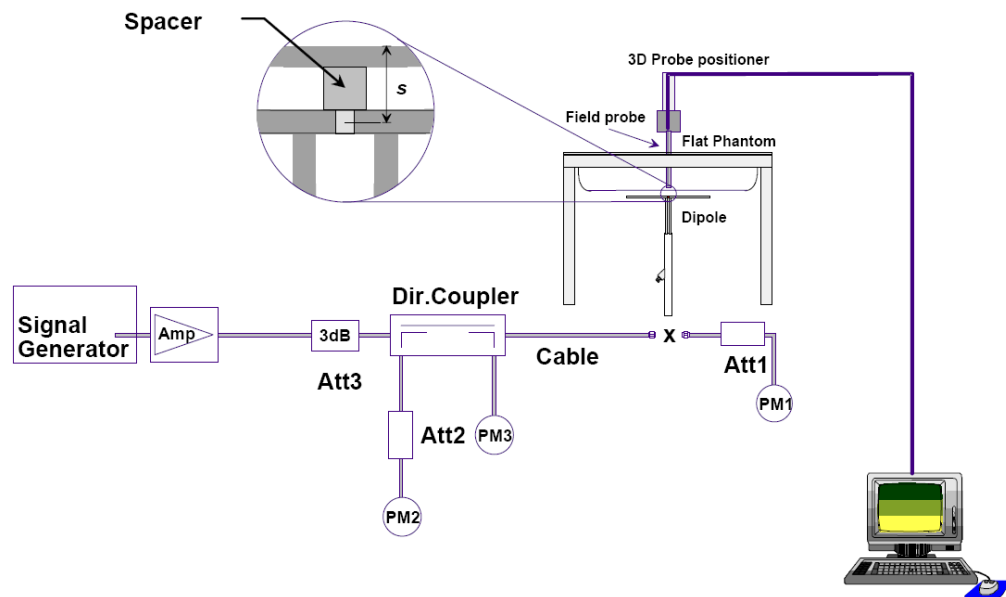 Spacer
s
3D Probe positioner
Field probe
Flat Phantom
Dipole
Signal
Generator
Amp
3dB
Att3
Dir.Coupler
Cable
x
Att1
PM1
Att2
PM3
PM2